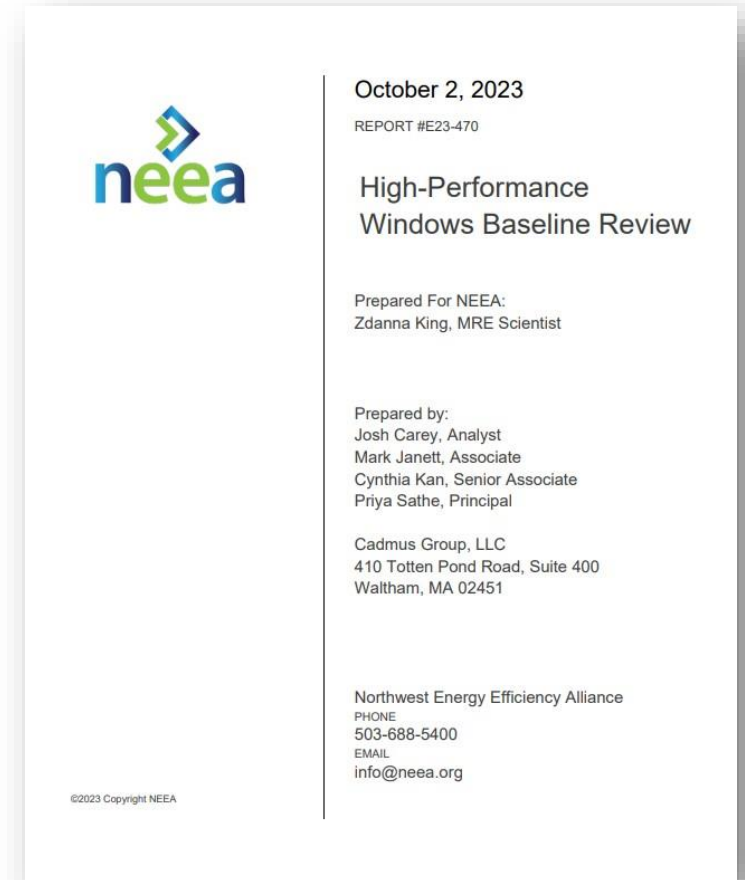 neea
October 2, 2023
REPORT #E23-470
High-Performance
Windows Baseline Review
Prepared For NEEA:
Zdanna King, MRE Scientist
Prepared by:
Josh Carey, Analyst
Mark Janett, Associate
Cynthia Kan, Senior Associate
Priya Sathe, Principal
Cadmus Group, LLC
410 Totten Pond Road, Suite 400
Waltham, MA 02451
Northwest Energy Efficiency Alliance
PHONE
503-688-5400
EMAIL
info@neea.org
©2023 Copyright NEEA